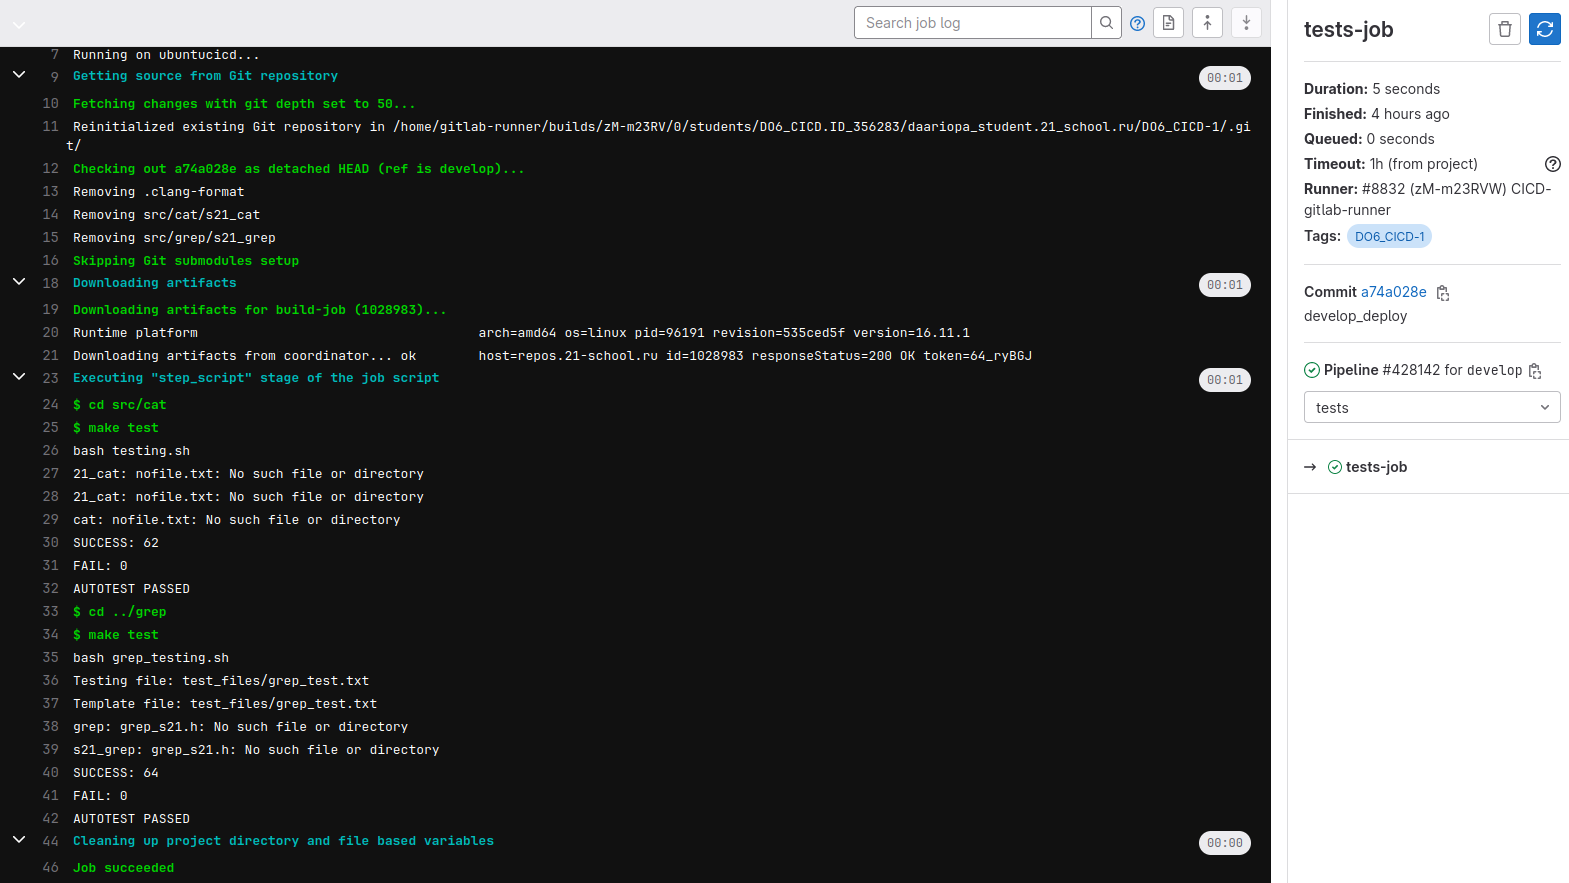 Search job log
7 Running on ubuntucicd...
9 Getting source from Git repository 00:01
10 Fetching changes with git depth set to 50...
11 Reinitialized existing Git repository in /home/gitlab-runner/builds/zM-m23RV/0/students/DO6_CICD.ID_356283/daariopa_student.21_school.ru/DO6_CICD-1/.gi
t/
12 Checking out a74a028e as detached HEAD (ref is develop)...
13 Removing .clang-format
14 Removing src/cat/s21_cat
15 Removing src/grep/s21_grep
16 Skipping Git submodules setup
18 Downloading artifacts 00:01
19 Downloading artifacts for build-job (1028983)...
20 Runtime platform arch=amd64 os=linux pid=96191 revision=535ced5f version=16.11.1
21 Downloading artifacts from coordinator... ok host=repos.21-school.ru id=1028983 responseStatus=200 OK token=64_ryBGJ
23 Executing "step_script" stage of the job script 00:01
24 $ cd src/cat
25 $ make test
26 bash testing.sh
27 21_cat: nofile.txt: No such file or directory
28 21_cat: nofile.txt: No such file or directory
29 cat: nofile.txt: No such file or directory
30 SUCCESS: 62
31 FAIL: 0
32 AUTOTEST PASSED
33 $ cd ../grep
34 $ make test
35 bash grep_testing.sh
36 Testing file: test_files/grep_test.txt
37 Template file: test_files/grep_test.txt
38 grep: grep_s21.h: No such file or directory
39 s21_grep: grep_s21.h: No such file or directory
40 SUCCESS: 64
41 FAIL: 0
42 AUTOTEST PASSED
44 Cleaning up project directory and file based variables 00:00
46 Job succeeded
tests-job
Duration: 5 seconds
Finished: 4 hours ago
Queued: 0 seconds
Timeout: 1h (from project)
Runner: #8832 (zM-m23RVW) CICD-
gitlab-runner
Tags: DO6_CICD-1
Commit a74a028e
develop_deploy
Pipeline #428142 for develop
tests
→ tests-job